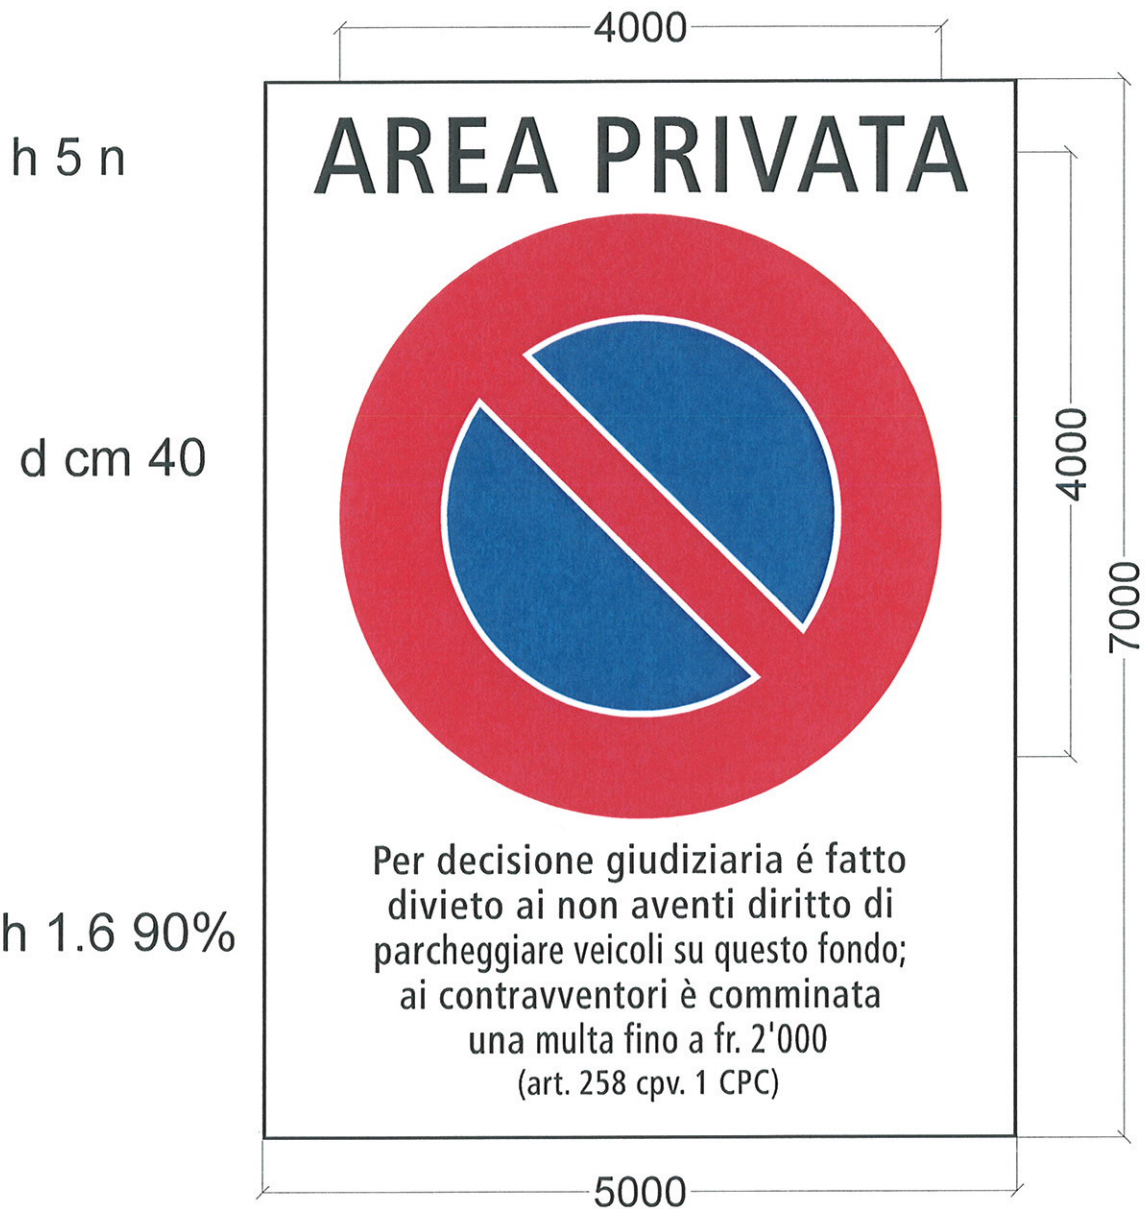 4000
h 5 n
AREA PRIVATA
d cm 40
4000
7000
Per decisione giudiziaria é fatto
divieto ai non aventi diritto di
h 1.6 90%
parcheggiare veicoli su questo fondo;
ai contravventori è comminata
una multa fino a fr. 2'000
(art. 258 cpv. 1 CPC)
5000